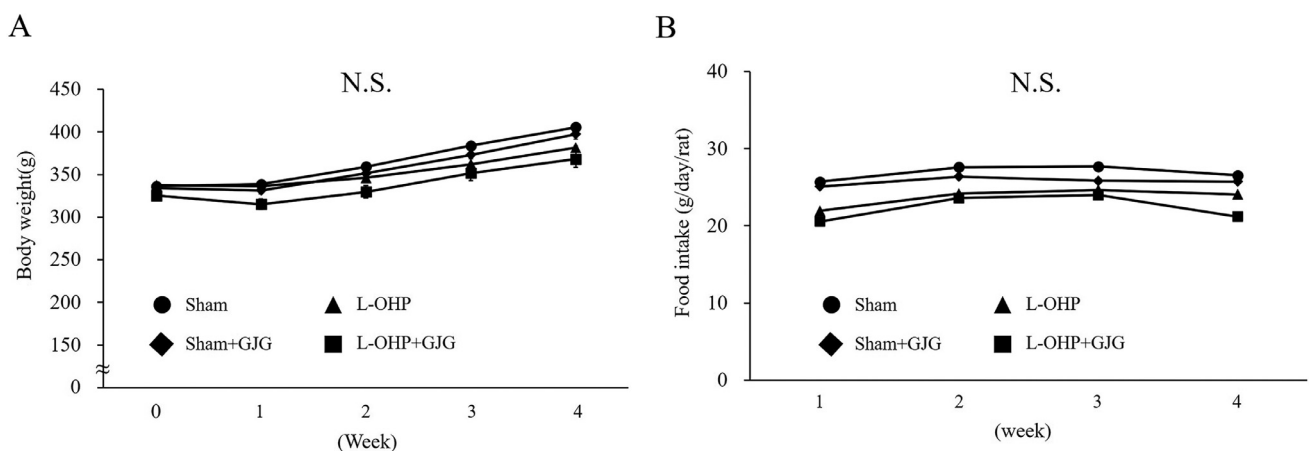 A
N.S.
Body weight(g)
450
400
350
300
250
200
150
0
Sham
L-OHP
Sham+GJG
L-OHP+GJG
0 1 2 3 4
(Week)
B
N.S.
Food intake (g/day/rat)
40
30
20
10
0
Sham
L-OHP
Sham+GJG
L-OHP+GJG
1 2 3 4
(week)